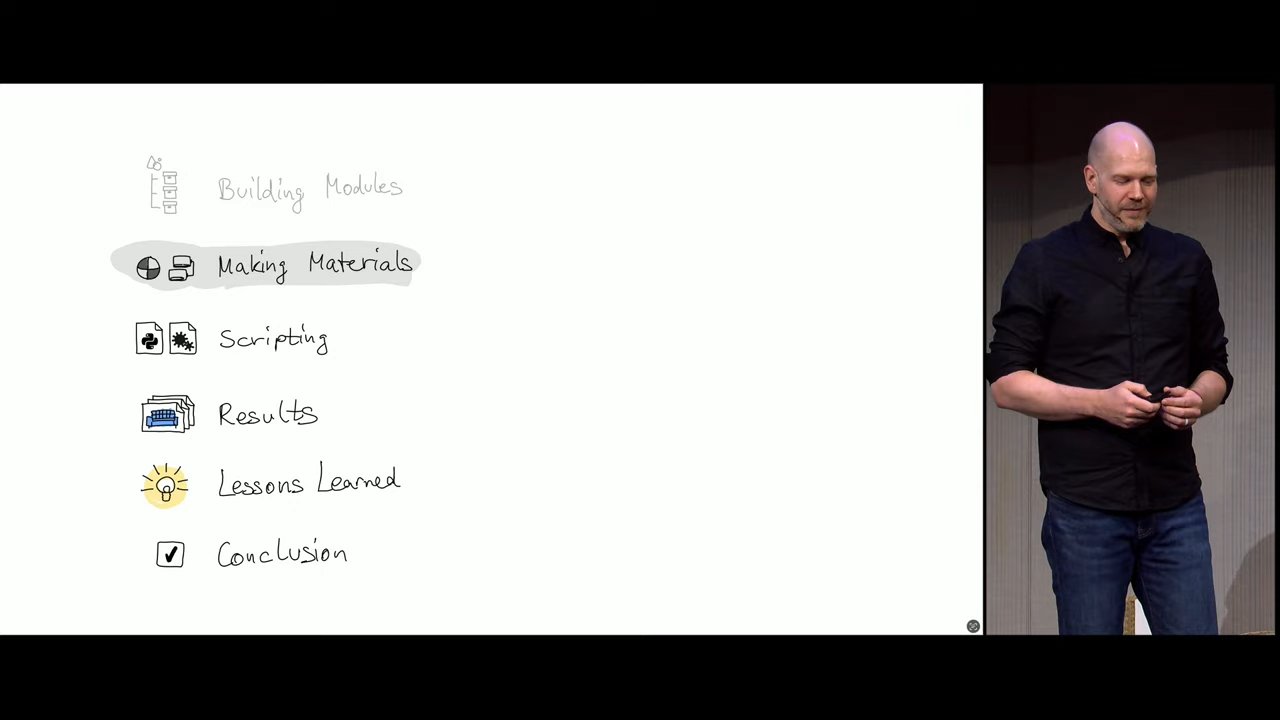 Building Modules
Making Materials
Scripting
Results
Lessons Learned
Conclusion